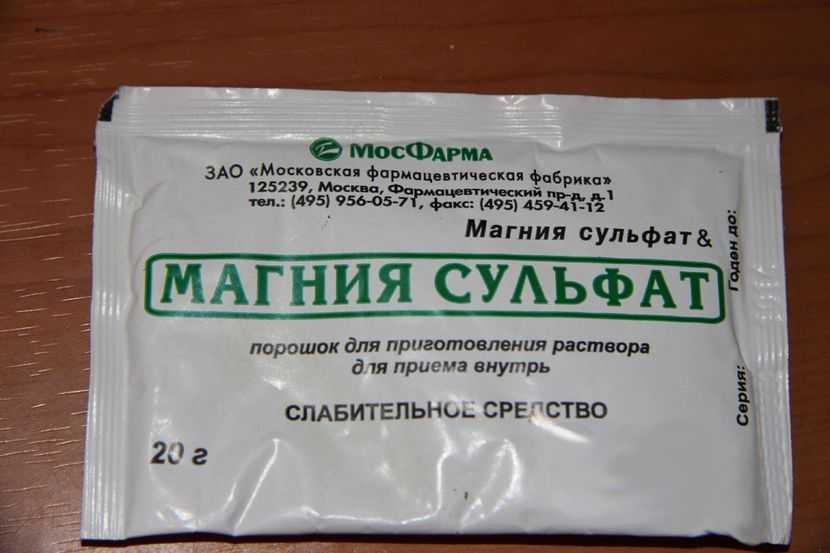 МосФарма
ЗАО «Московская фармацевтическая фабрика»
125239, Москва, Фармацевтический пр-д, д.1
тел.: (495) 956-05-71, факс: (495) 459-41-12
Магния сульфат &
МАГНИЯ СУЛЬФАТ
порошок для приготовления раствора
для приема внутрь
СЛАБИТЕЛЬНОЕ СРЕДСТВО
20 г
Годен до:
Серия: